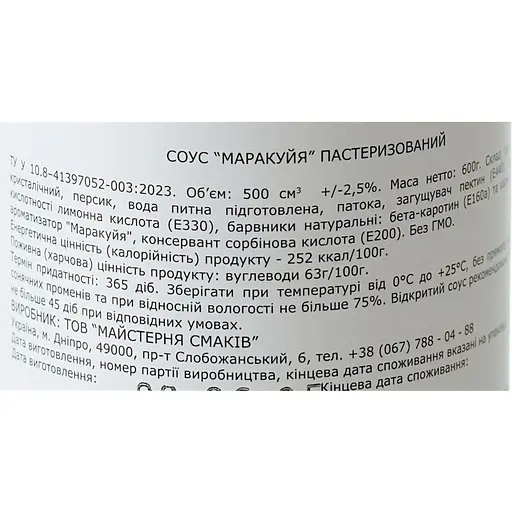 СОУС "МАРАКУЙЯ" ПАСТЕРИЗОВАНИЙ
ТУ У 10.8-41397052-003:2023. Об'єм: 500 см³ +/-2,5%. Маса нетто: 600г. Склад:
кристалічний, персик, вода питна підготовлена, патока, загущувач пектин (Е440),
кислотності лимонна кислота (Е330), барвники натуральні: бета-каротин (Е160а)
ароматизатор "Маракуйя", консервант сорбінова кислота (Е200). Без ГМО.
Енергетична цінність (калорійність) продукту - 252 ккал/100г.
Поживна (харчова) цінність продукту: вуглеводи 63г/100г.
Термін придатності: 365 діб. Зберігати при температурі від 0°С до +25°С, без
сонячних променів та при відносній вологості не більше 75%. Відкритий соус
не більше 45 діб при відповідних умовах.
ВИРОБНИК: ТОВ "МАЙСТЕРНЯ СМАКІВ"
Україна, м. Дніпро, 49000, пр-т Слобожанський, 6, тел. +38 (067) 788 - 04 - 88
Дата виготовлення, номер партії виробництва, кінцева дата споживання вказані на
Дата виготовлення: Кінцева дата споживання: